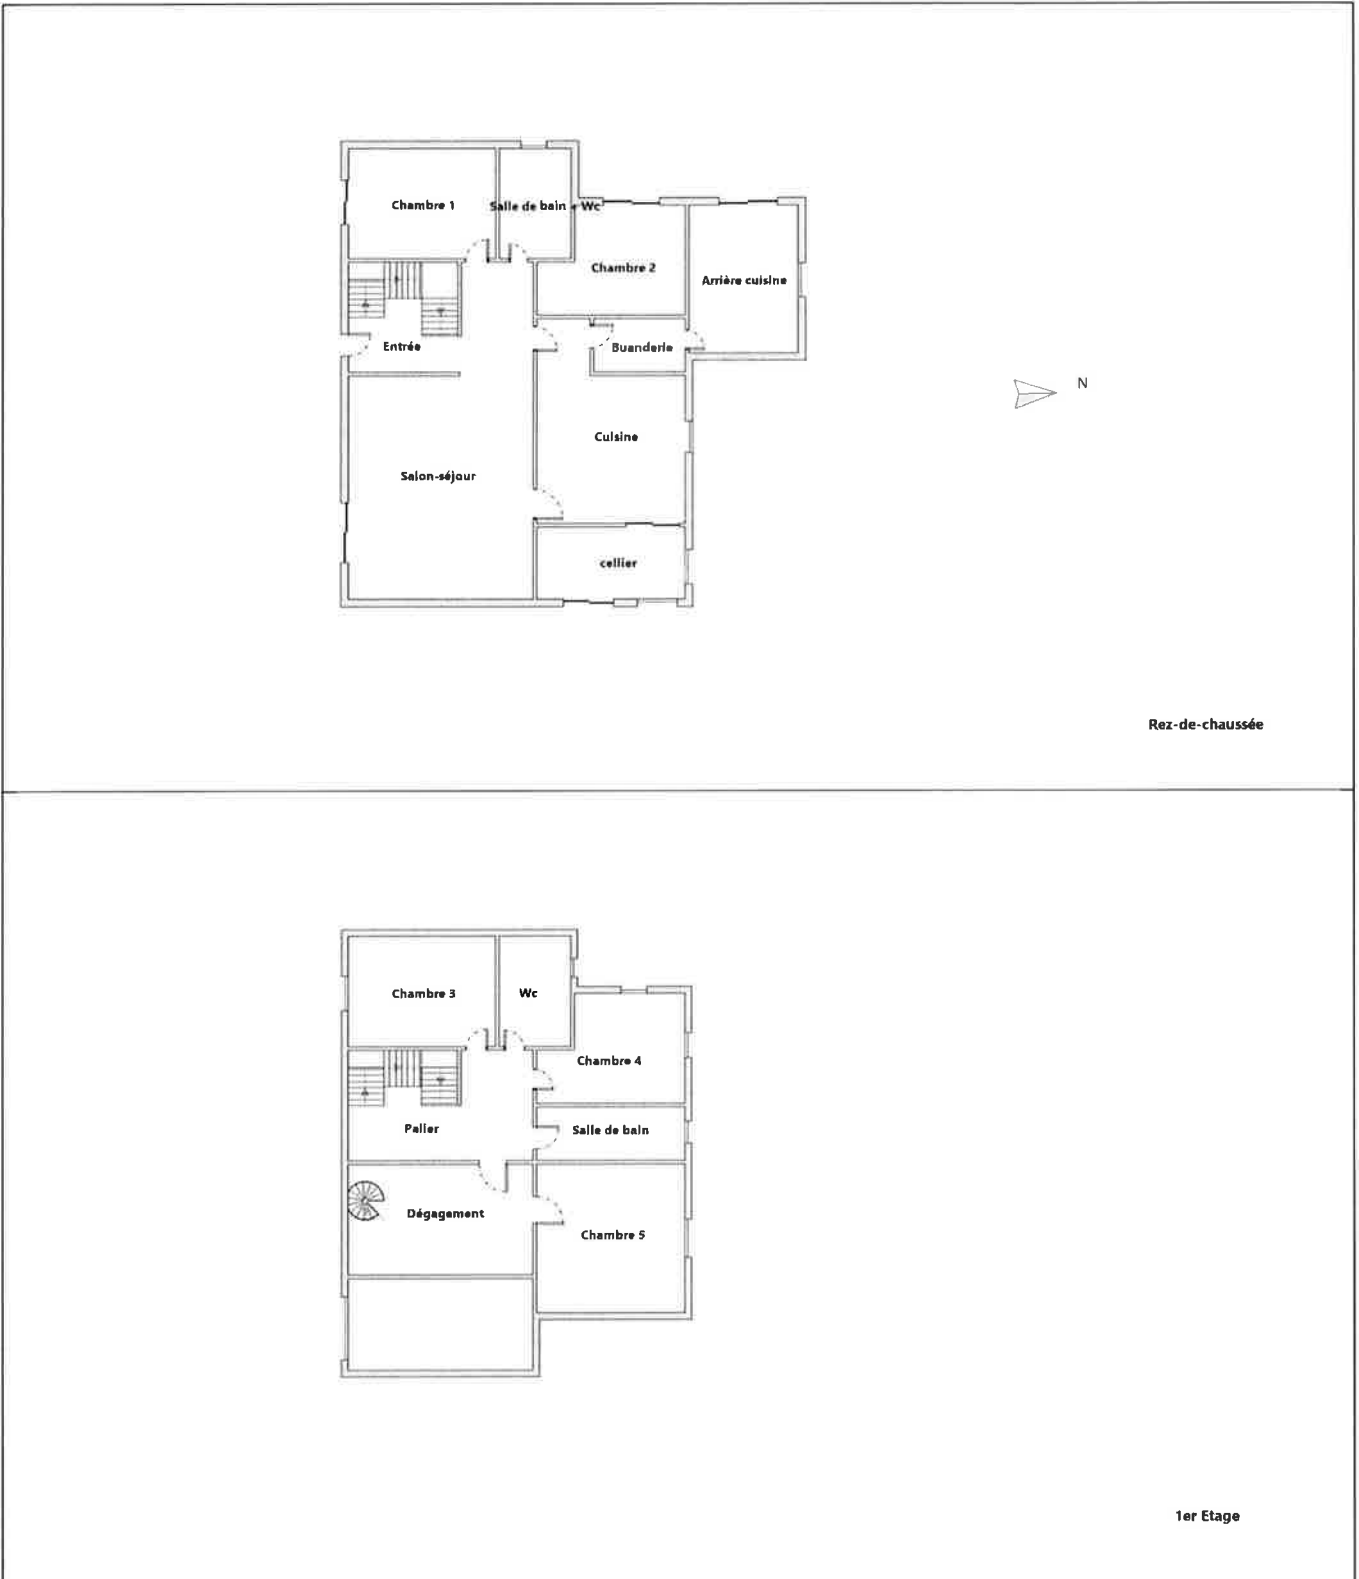 Chambre 1
Salle de bain + Wc
Chambre 2
Arrière cuisine
Entrée
Buanderie
N
Cuisine
Salon-séjour
cellier
Rez-de-chaussée
Chambre 3
Wc
Chambre 4
Palier
Salle de bain
Dégagement
Chambre 5
1er Etage